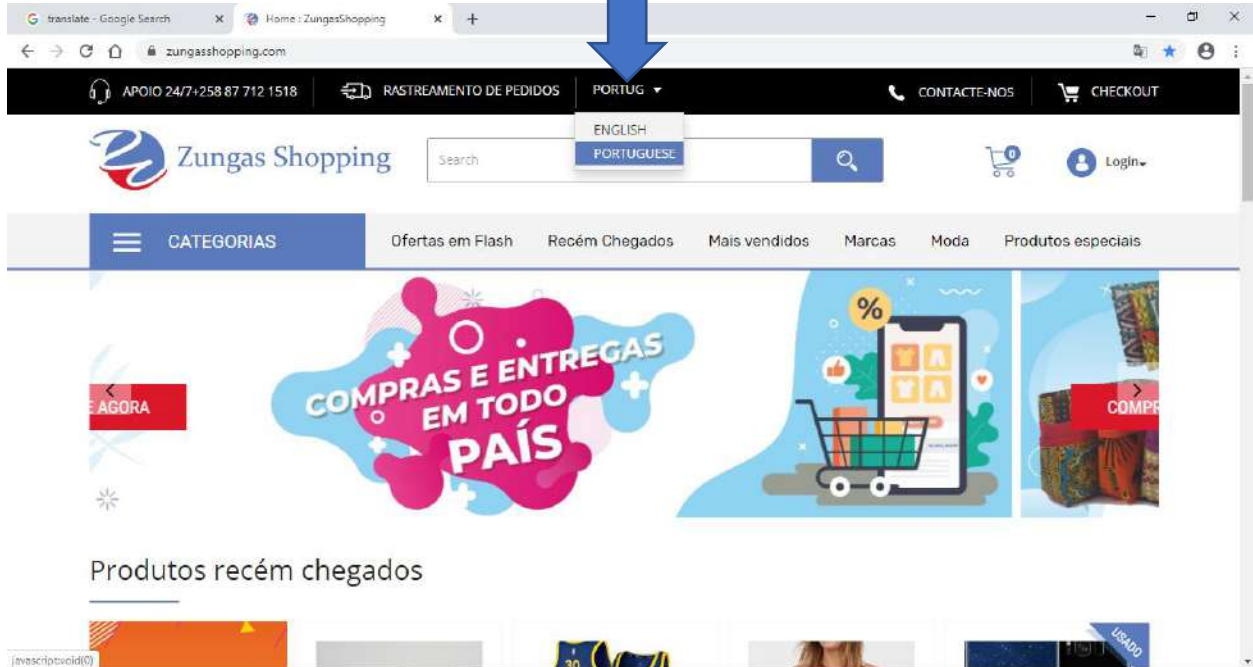 translate - Google Search
Home : ZungasShopping
zungasshopping.com
APOIO 24/7+258 87 712 1518
RASTREAMENTO DE PEDIDOS
PORTUG
CONTACTE-NOS
CHECKOUT
ENGLISH
PORTUGUESE
Zungas Shopping
Search
0
Login
CATEGORIAS
Ofertas em Flash
Recém Chegados
Mais vendidos
Marcas
Moda
Produtos especiais
%
COMPRAS E ENTREGAS
EM TODO
PAÍS
E AGORA
COMPR
Produtos recém chegados
USADO
30
javascript:void(0)